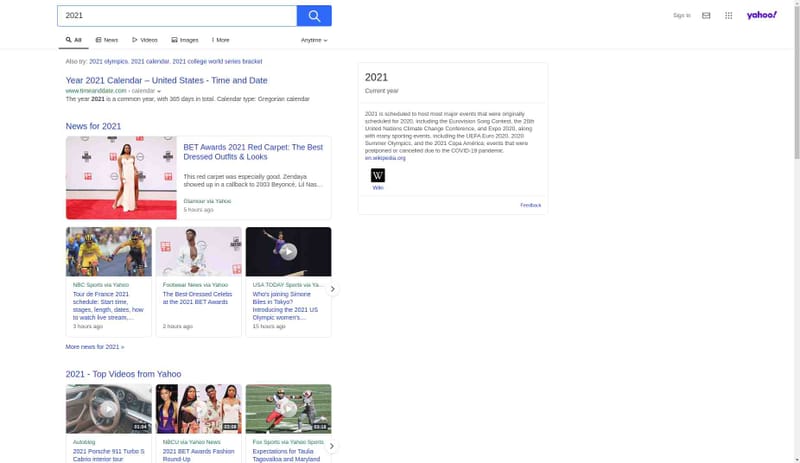 2021
Sign in
yahoo!
All
News
Videos
Images
More
Anytime
Also try: 2021 olympics, 2021 calendar, 2021 college world series bracket
Year 2021 Calendar – United States - Time and Date
www.timeanddate.com › calendar
The year 2021 is a common year, with 365 days in total. Calendar type: Gregorian calendar
News for 2021
BET Awards 2021 Red Carpet: The Best
Dressed Outfits & Looks
This red carpet was especially good. Zendaya
showed up in a callback to 2003 Beyoncé, Lil Nas…
Glamour via Yahoo
5 hours ago
NBC Sports via Yahoo
Tour de France 2021
schedule: Start time,
stages, length, dates, how
to watch live stream,…
3 hours ago
Footwear News via Yahoo
The Best-Dressed Celebs
at the 2021 BET Awards
2 hours ago
USA TODAY Sports via Ya…
Who's joining Simone
Biles in Tokyo?
Introducing the 2021 US
Olympic women's…
15 hours ago
More news for 2021 »
2021 - Top Videos from Yahoo
01:04
Autoblog
2021 Porsche 911 Turbo S
Cabrio interior tour
03:08
NBCU via Yahoo News
2021 BET Awards Fashion
Round-Up
03:18
Fox Sports via Yahoo Sports
Expectations for Taulia
Tagovailoa and Maryland
2021
Current year
2021 is scheduled to host most major events that were originally
scheduled for 2020, including the Eurovision Song Contest, the 26th
United Nations Climate Change Conference, and Expo 2020, along
with many sporting events, including the UEFA Euro 2020, 2020
Summer Olympics, and the 2021 Copa América; events that were
postponed or canceled due to the COVID-19 pandemic.
en.wikipedia.org
W
Wiki
Feedback